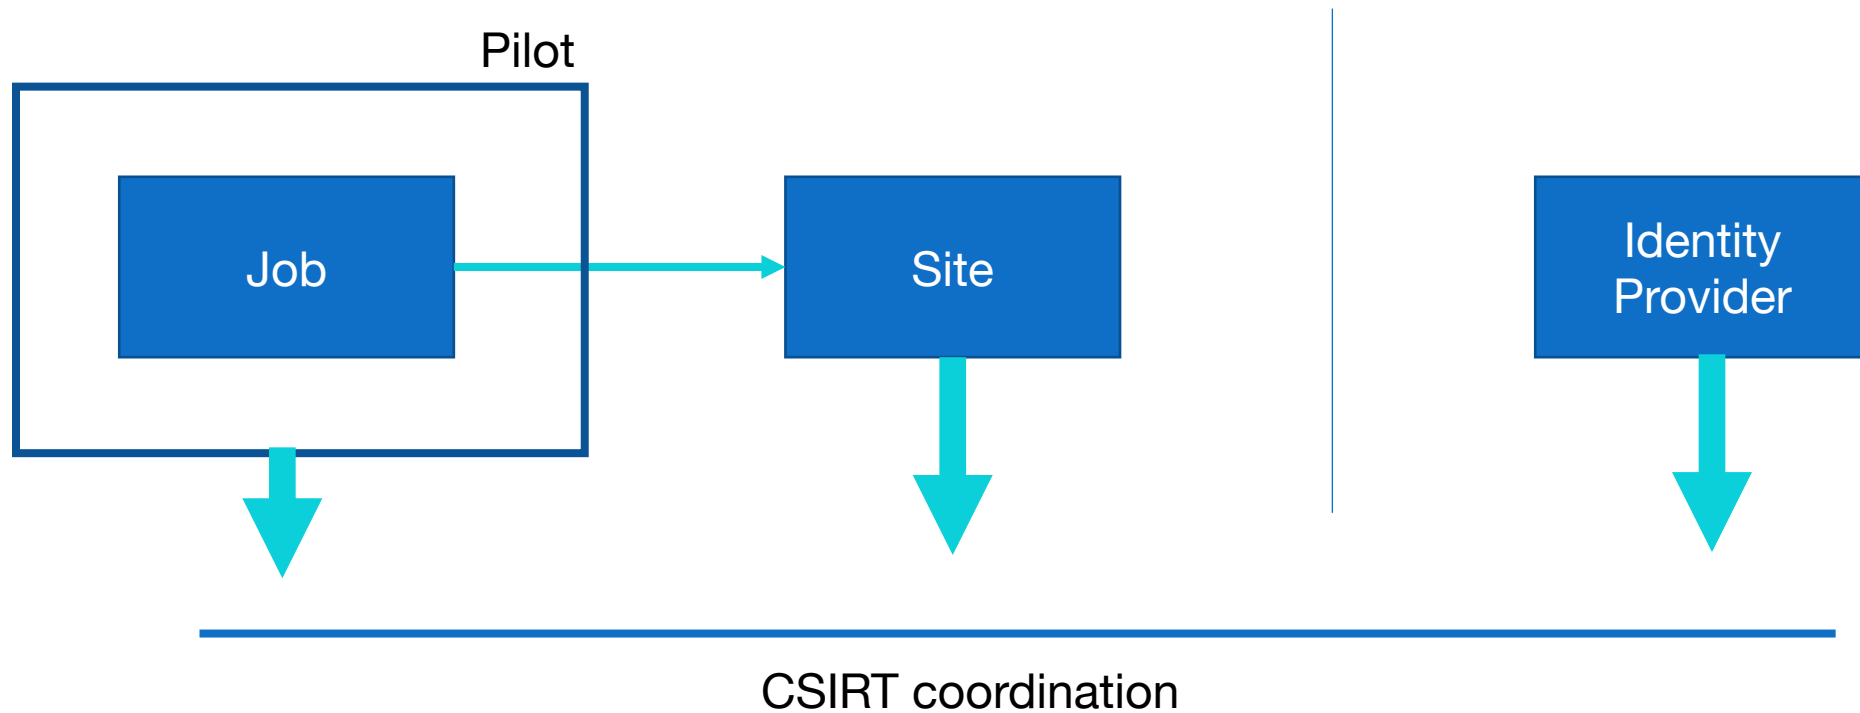 Pilot
Job
Site
Identity
Provider
CSIRT coordination